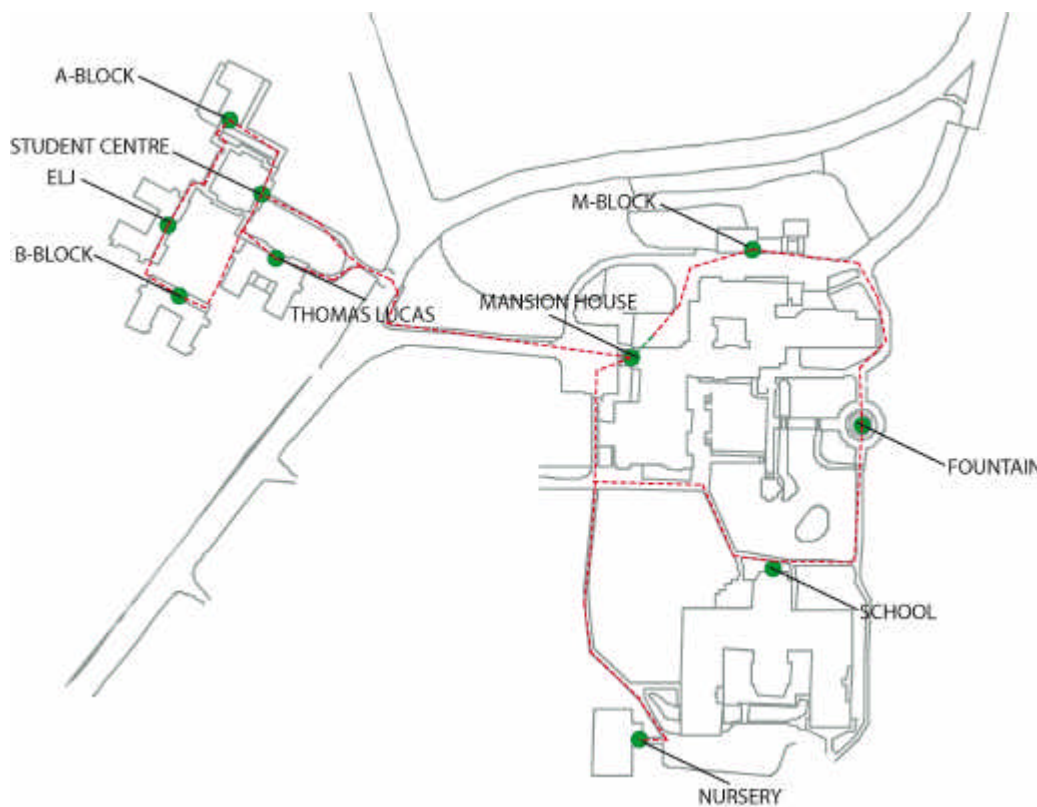 A-BLOCK
STUDENT CENTRE
ELJ
B-BLOCK
THOMAS LUCAS
M-BLOCK
MANSION HOUSE
FOUNTAIN
SCHOOL
NURSERY